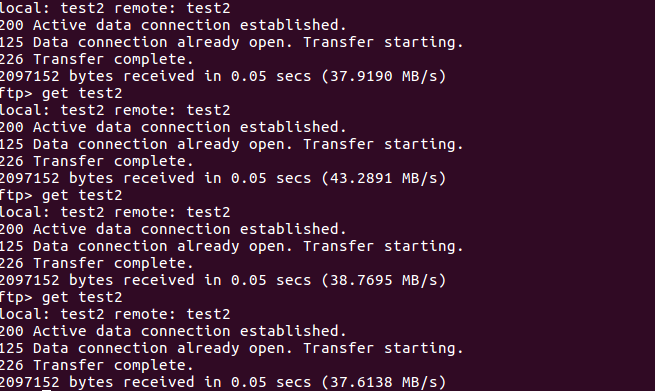 local: test2 remote: test2
200 Active data connection established.
125 Data connection already open. Transfer starting.
226 Transfer complete.
2097152 bytes received in 0.05 secs (37.9190 MB/s)
ftp> get test2
local: test2 remote: test2
200 Active data connection established.
125 Data connection already open. Transfer starting.
226 Transfer complete.
2097152 bytes received in 0.05 secs (43.2891 MB/s)
ftp> get test2
local: test2 remote: test2
200 Active data connection established.
125 Data connection already open. Transfer starting.
226 Transfer complete.
2097152 bytes received in 0.05 secs (38.7695 MB/s)
ftp> get test2
local: test2 remote: test2
200 Active data connection established.
125 Data connection already open. Transfer starting.
226 Transfer complete.
2097152 bytes received in 0.05 secs (37.6138 MB/s)